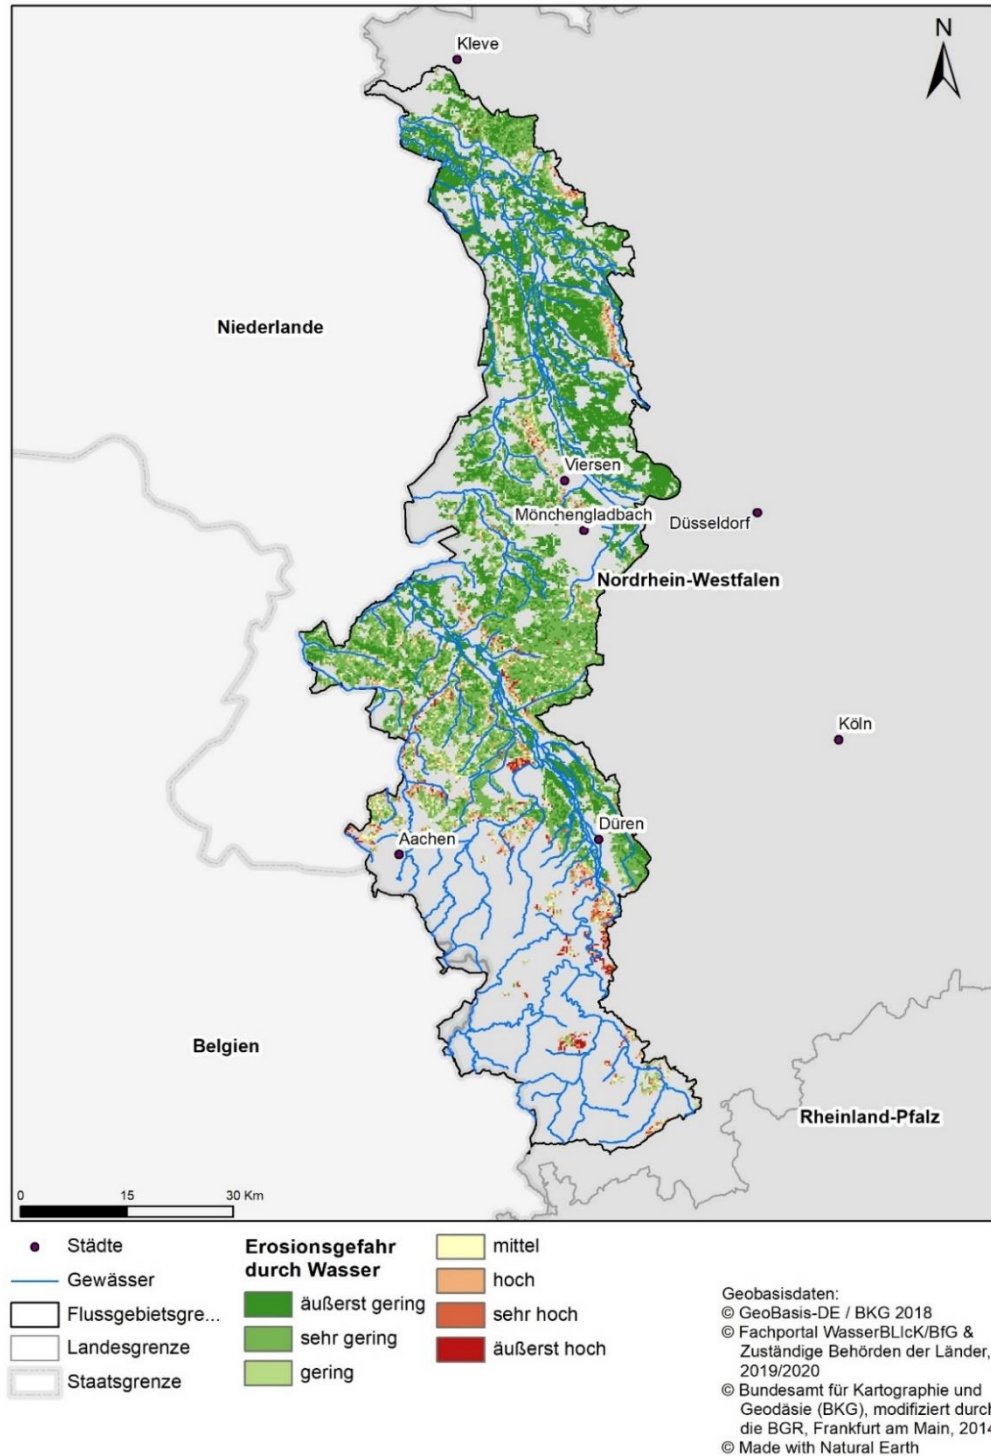 Kleve
N
Niederlande
Viersen
Mönchengladbach
Düsseldorf
Nordrhein-Westfalen
Köln
Düren
Aachen
Belgien
Rheinland-Pfalz
0 15 30 Km
Städte
Gewässer
Flussgebietsgre...
Landesgrenze
Staatsgrenze
Erosionsgefahr
durch Wasser
äußerst gering
sehr gering
gering
mittel
hoch
sehr hoch
äußerst hoch
Geobasisdaten:
© GeoBasis-DE / BKG 2018
© Fachportal WasserBLIcK/BfG &
Zuständige Behörden der Länder,
2019/2020
© Bundesamt für Kartographie und
Geodäsie (BKG), modifiziert durch
die BGR, Frankfurt am Main, 2014
© Made with Natural Earth